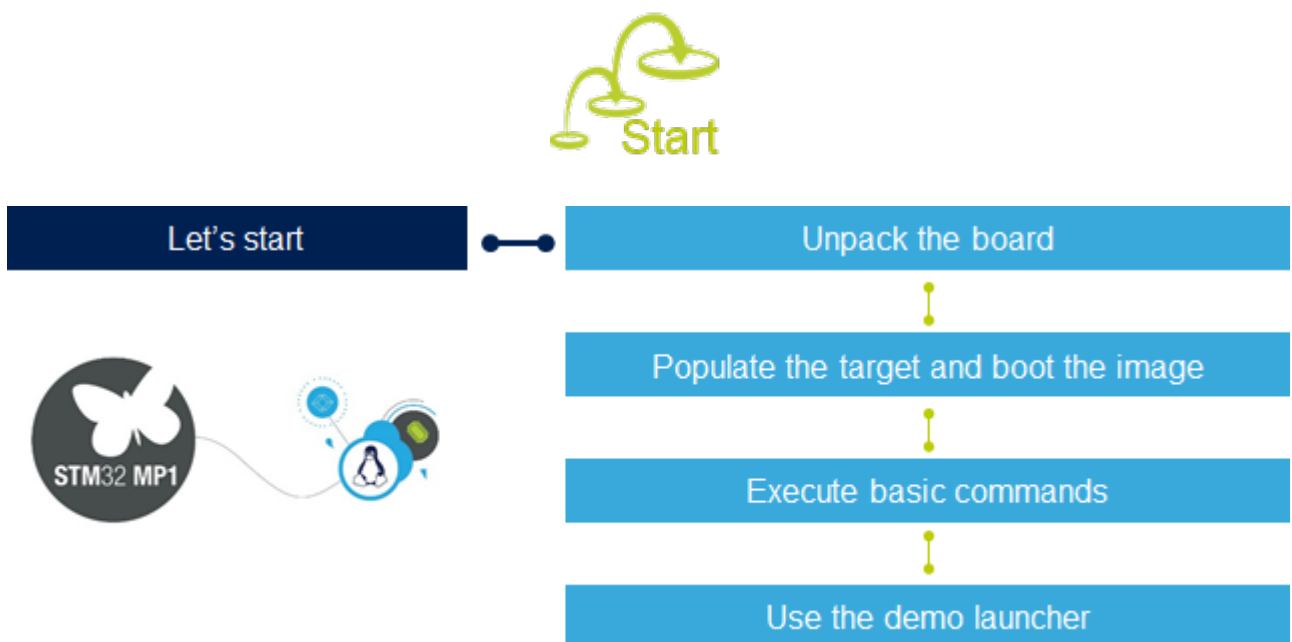 Start
Let's start
Unpack the board
Populate the target and boot the image
STM32 MP1
Execute basic commands
Use the demo launcher